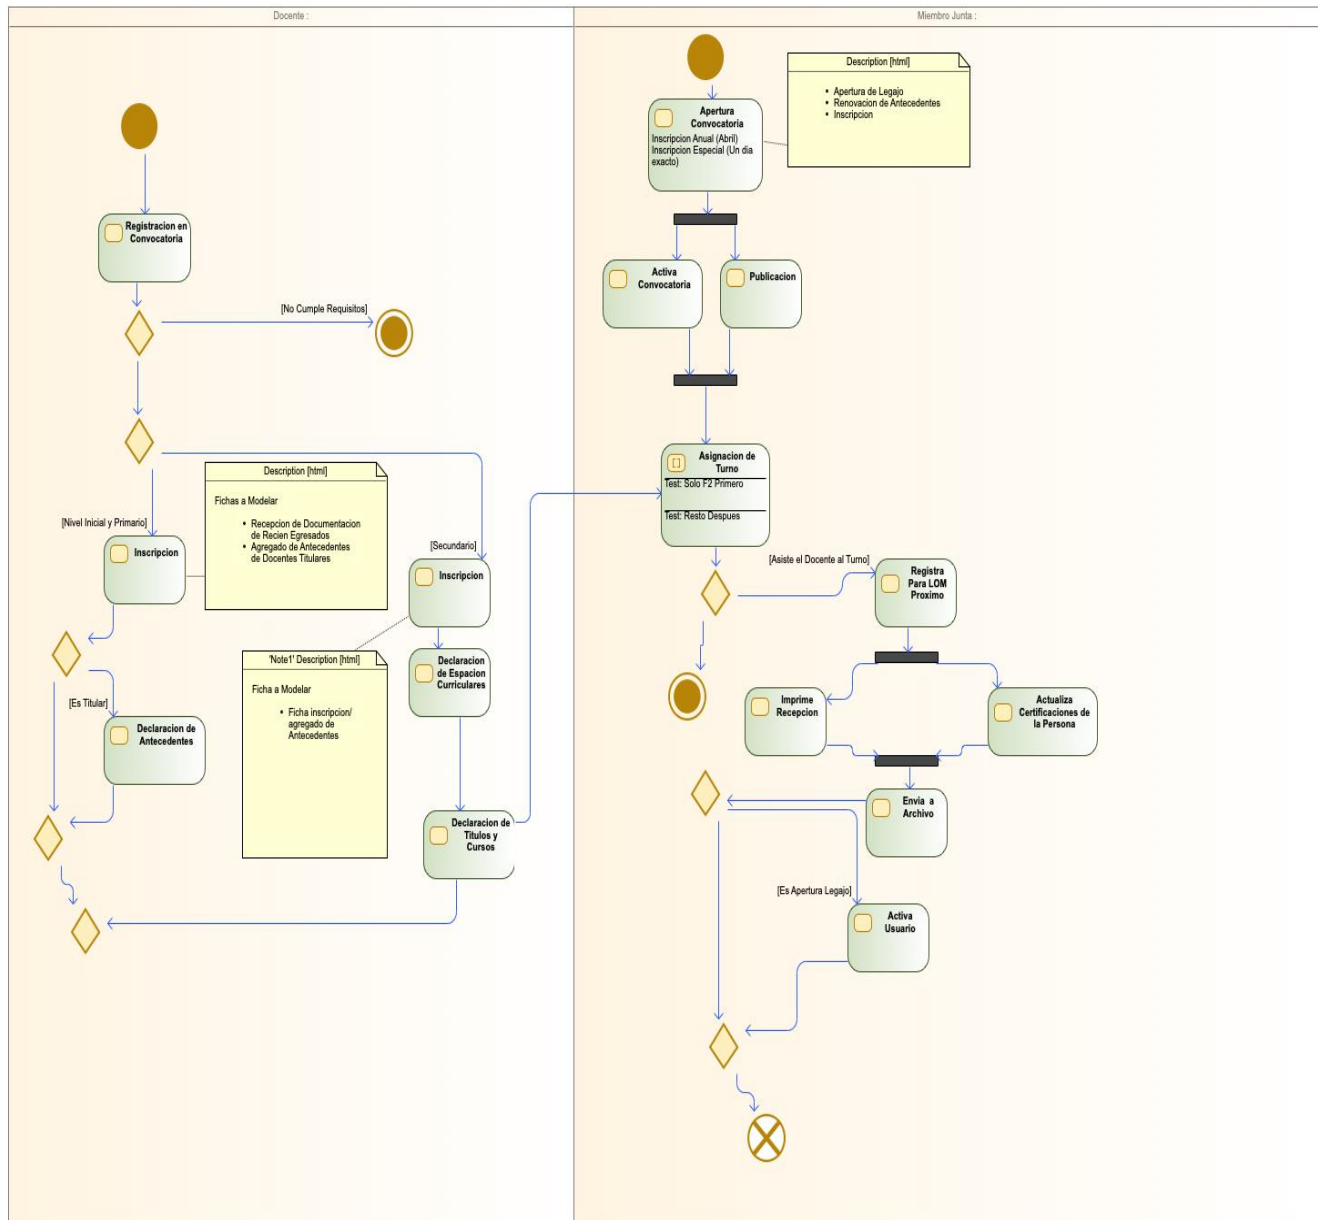 Docente :
Miembro Junta :
Description [html]
• Apertura de Legajo
• Renovacion de Antecedentes
• Inscripcion
Apertura
Convocatoria
Inscripcion Anual (Abril)
Inscripcion Especial (Un dia
exacto)
Registracion en
Convocatoria
Activa
Convocatoria
Publicacion
[No Cumple Requisitos]
Asignacion de
Turno
Test: Solo F2 Primero
Test: Resto Despues
Description [html]
Fichas a Modelar
• Recepcion de Documentacion
de Recien Egresados
• Agregado de Antecedentes
de Docentes Titulares
[Nivel Inicial y Primario]
Inscripcion
[Secundario]
Inscripcion
[Asiste el Docente al Turno]
Registra
Para LOM
Proximo
'Note1' Description [html]
Ficha a Modelar
• Ficha inscripcion/
agregado de
Antecedentes
Declaracion
de Espacion
Curriculares
[Es Titular]
Declaracion de
Antecedentes
Imprime
Recepcion
Actualiza
Certificaciones de
la Persona
Declaracion de
Titulos y
Cursos
Envia a
Archivo
[Es Apertura Legajo]
Activa
Usuario